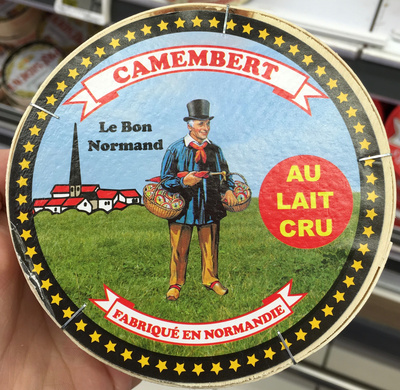 CAMEMBERT
Le Bon
Normand
AU
LAIT
CRU
FABRIQUÉ EN NORMANDIE